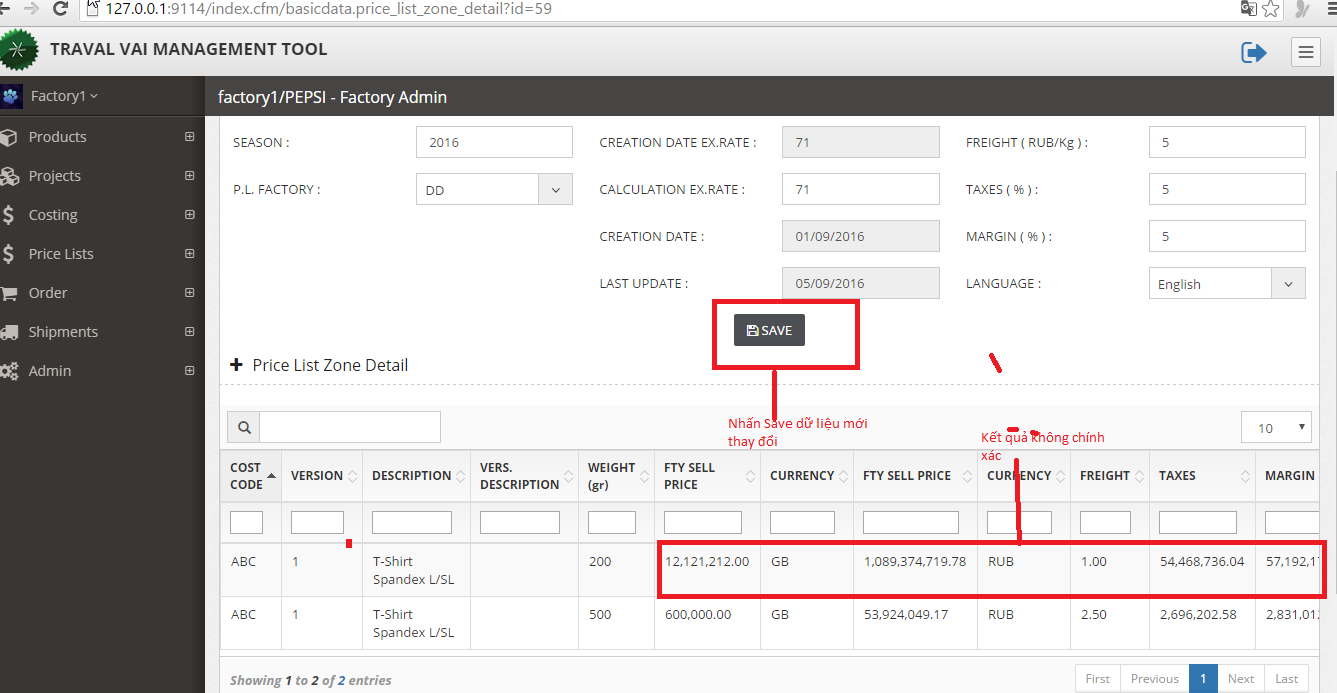 127.0.0.1:9114/index.cfm/basicdata.price_list_zone_detail?id=59
TRAVAL VAI MANAGEMENT TOOL
Factory1
factory1/PEPSI - Factory Admin
Products
Projects
Costing
Price Lists
Order
Shipments
Admin
SEASON : 2016 CREATION DATE EX.RATE : 71 FREIGHT ( RUB/Kg ) : 5
P.L. FACTORY : DD CALCULATION EX.RATE : 71 TAXES ( % ) : 5
CREATION DATE : 01/09/2016 MARGIN ( % ) : 5
LAST UPDATE : 05/09/2016 LANGUAGE : English
SAVE
Price List Zone Detail
Nhấn Save dữ liệu mới
thay đổi
Kết quả không chính
xác
10
COST CODE VERSION DESCRIPTION VERS. DESCRIPTION WEIGHT (gr) FTY SELL PRICE CURRENCY FTY SELL PRICE CURRENCY FREIGHT TAXES MARGIN
ABC 1 T-Shirt Spandex L/SL 200 12,121,212.00 GB 1,089,374,719.78 RUB 1.00 54,468,736.04 57,192,1
ABC 1 T-Shirt Spandex L/SL 500 600,000.00 GB 53,924,049.17 RUB 2.50 2,696,202.58 2,831,01
Showing 1 to 2 of 2 entries
First Previous 1 Next Last